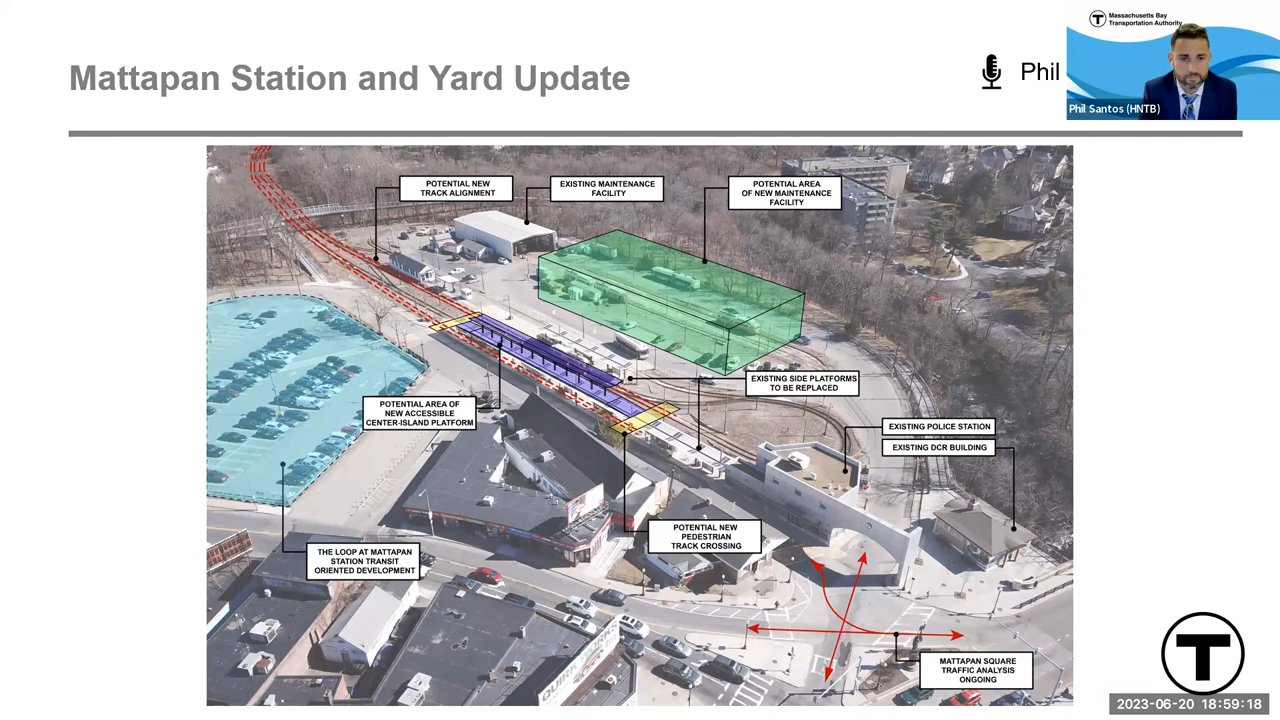 Massachusetts Bay
Transportation Authority
Mattapan Station and Yard Update
Phil
Phil Santos (HNTB)
POTENTIAL NEW
TRACK ALIGNMENT
EXISTING MAINTENANCE
FACILITY
POTENTIAL AREA
OF NEW MAINTENANCE
FACILITY
EXISTING SIDE PLATFORMS
TO BE REPLACED
POTENTIAL AREA OF
NEW ACCESSIBLE
CENTER-ISLAND PLATFORM
EXISTING POLICE STATION
EXISTING DCR BUILDING
POTENTIAL NEW
PEDESTRIAN
TRACK CROSSING
THE LOOP AT MATTAPAN
STATION TRANSIT
ORIENTED DEVELOPMENT
MATTAPAN SQUARE
TRAFFIC ANALYSIS
ONGOING
T
2023-06-20 18:59:18